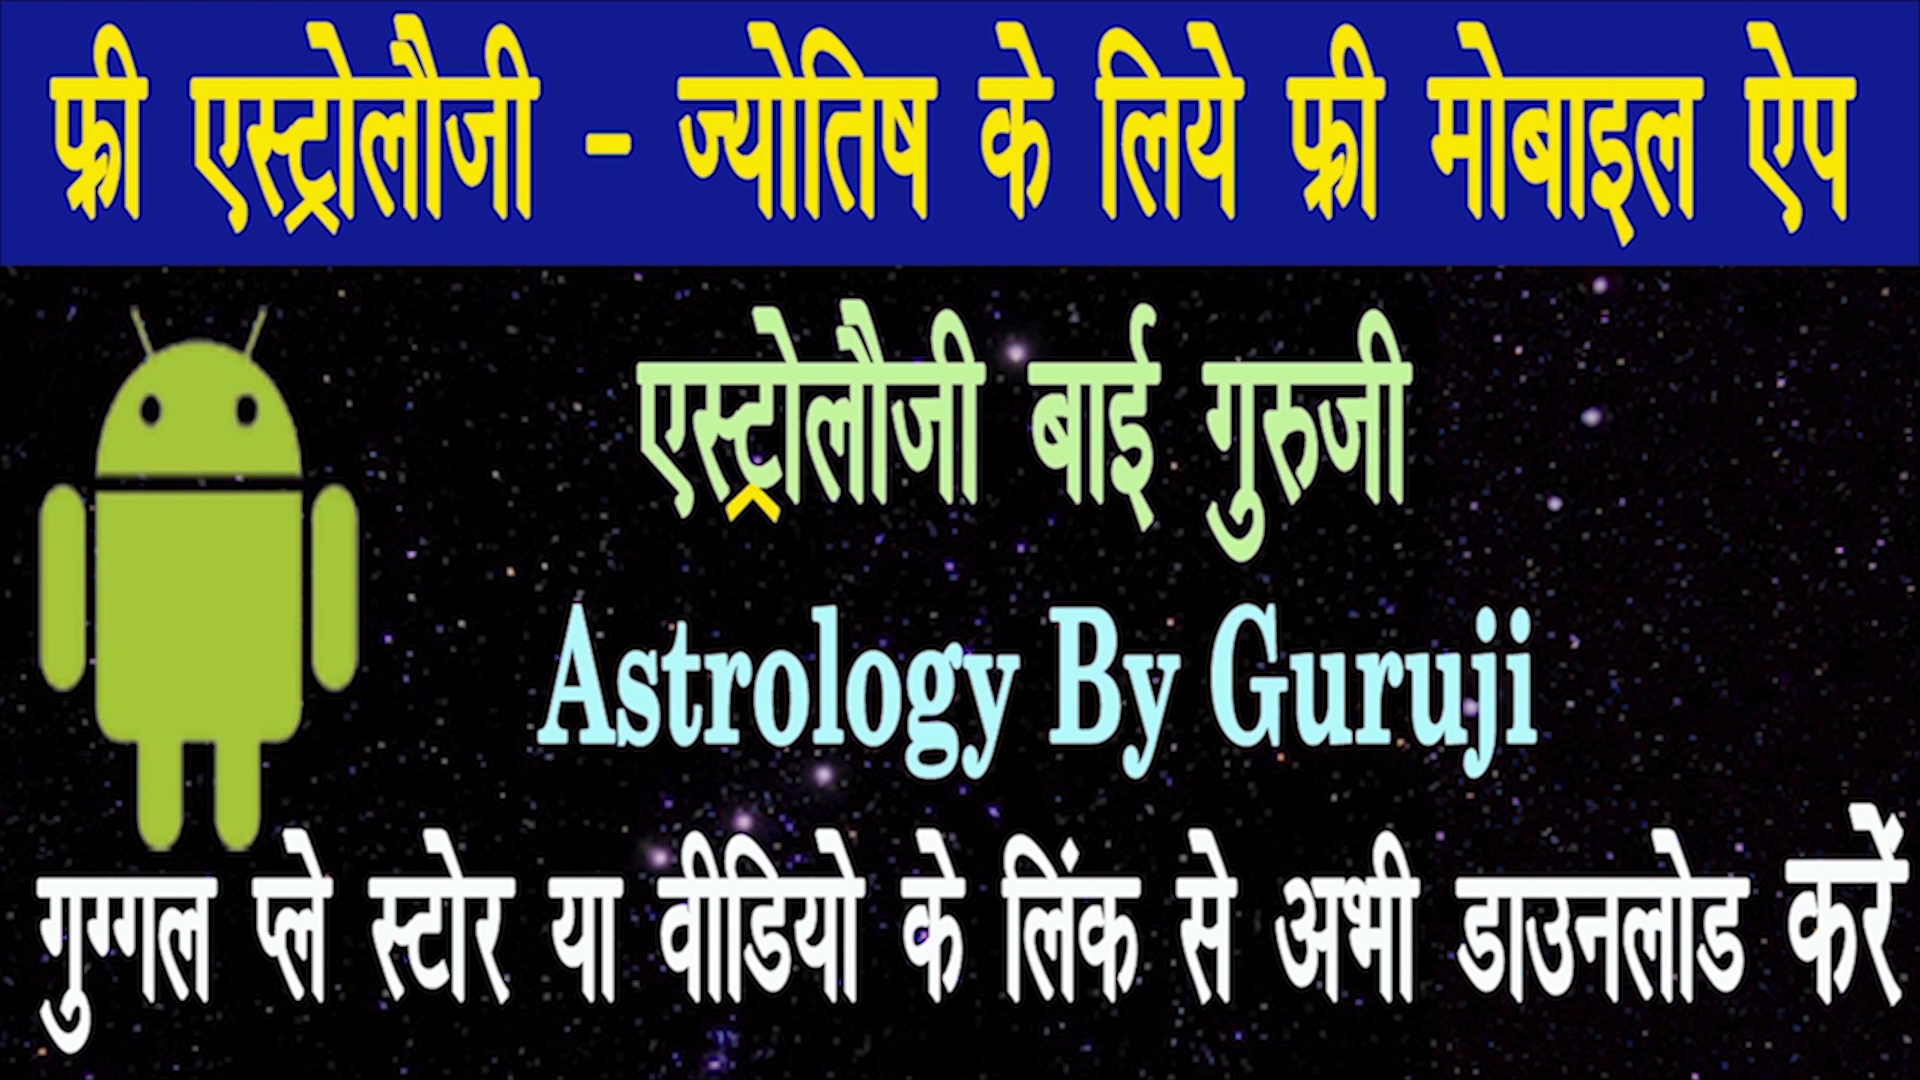 फ्री एस्ट्रोलौजी - ज्योतिष के लिये फ्री मोबाइल ऐप
एस्ट्रोलौजी बाई गुरुजी
Astrology By Guruji
गुग्गल प्ले स्टोर या वीडियो के लिंक से अभी डाउनलोड करें